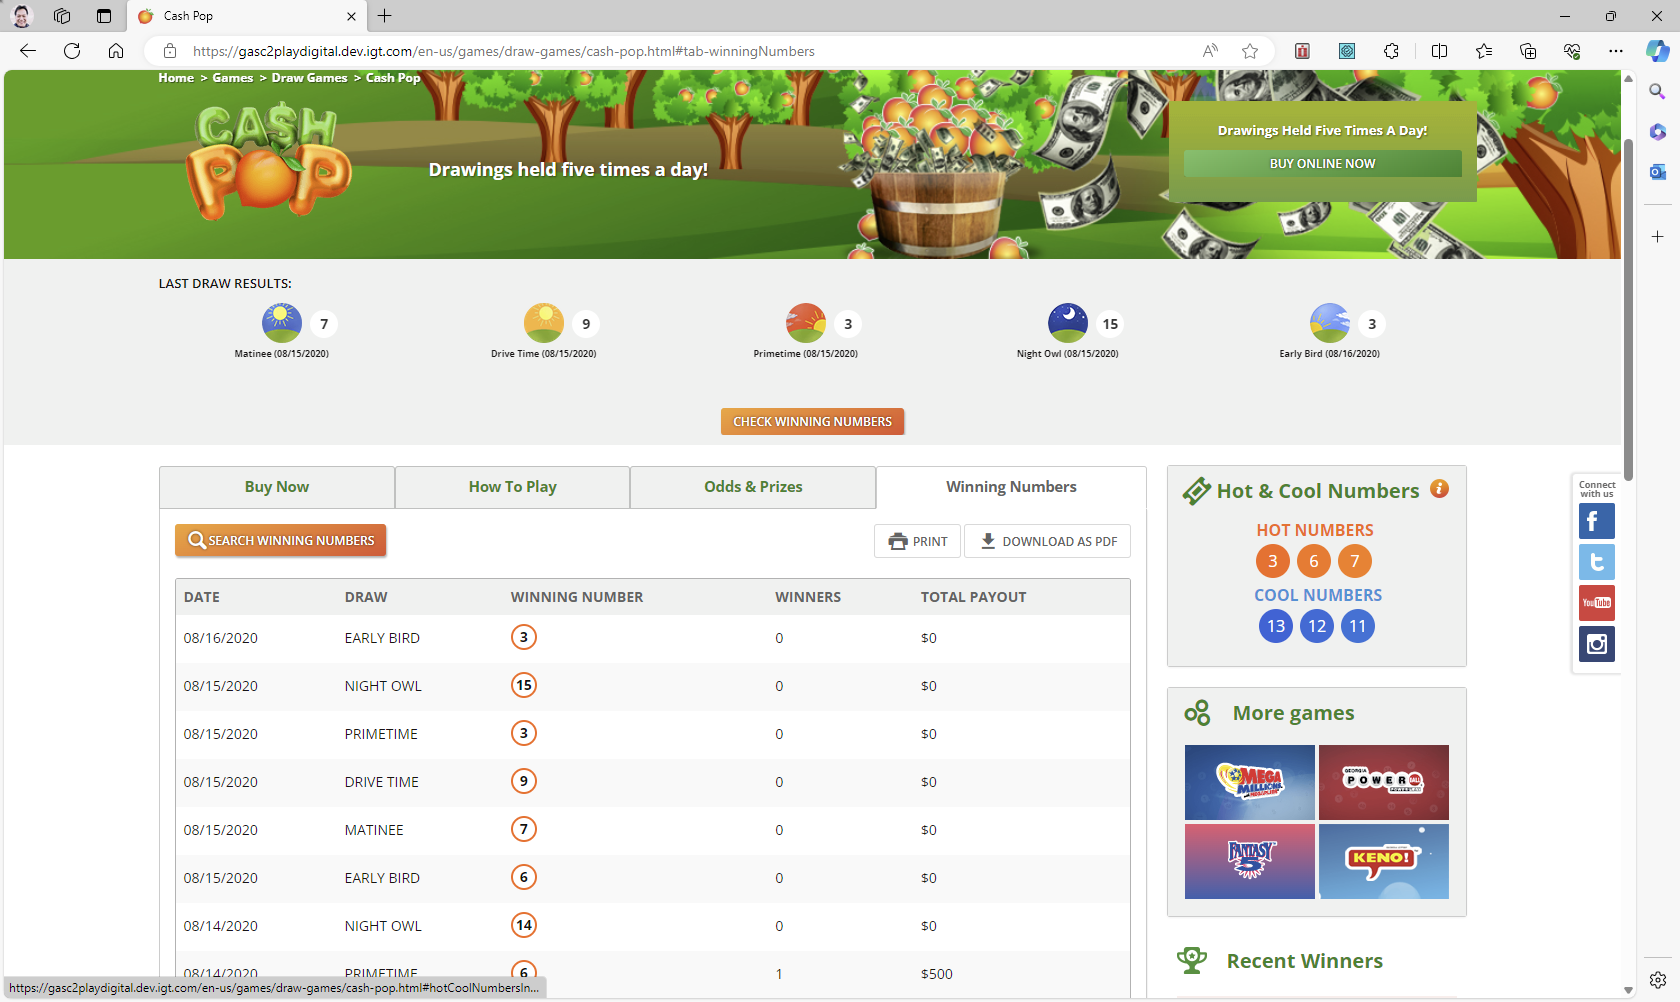 Cash Pop
https://gasc2playdigital.dev.igt.com/en-us/games/draw-games/cash-pop.html#tab-winningNumbers
Home > Games > Draw Games > Cash Pop
CA$H
POP
Drawings held five times a day!
Drawings Held Five Times A Day!
BUY ONLINE NOW
LAST DRAW RESULTS:
7
9
3
15
3
Matinee (08/15/2020)
Drive Time (08/15/2020)
Primetime (08/15/2020)
Night Owl (08/15/2020)
Early Bird (08/16/2020)
CHECK WINNING NUMBERS
Buy Now
How To Play
Odds & Prizes
Winning Numbers
SEARCH WINNING NUMBERS
PRINT
DOWNLOAD AS PDF
DATE DRAW WINNING NUMBER WINNERS TOTAL PAYOUT
08/16/2020 EARLY BIRD 3 0 $0
08/15/2020 NIGHT OWL 15 0 $0
08/15/2020 PRIMETIME 3 0 $0
08/15/2020 DRIVE TIME 9 0 $0
08/15/2020 MATINEE 7 0 $0
08/15/2020 EARLY BIRD 6 0 $0
08/14/2020 NIGHT OWL 14 0 $0
08/14/2020 PRIMETIME 6 1 $500
Hot & Cool Numbers i
HOT NUMBERS
3 6 7
COOL NUMBERS
13 12 11
More games
MEGA
MILLIONS
GEORGIA
POWERBALL
FANTASY
5
KENO!
Recent Winners
Connect
with us
f
t
YouTube
https://gasc2playdigital.dev.igt.com/en-us/games/draw-games/cash-pop.html#hotCoolNumbersIn...